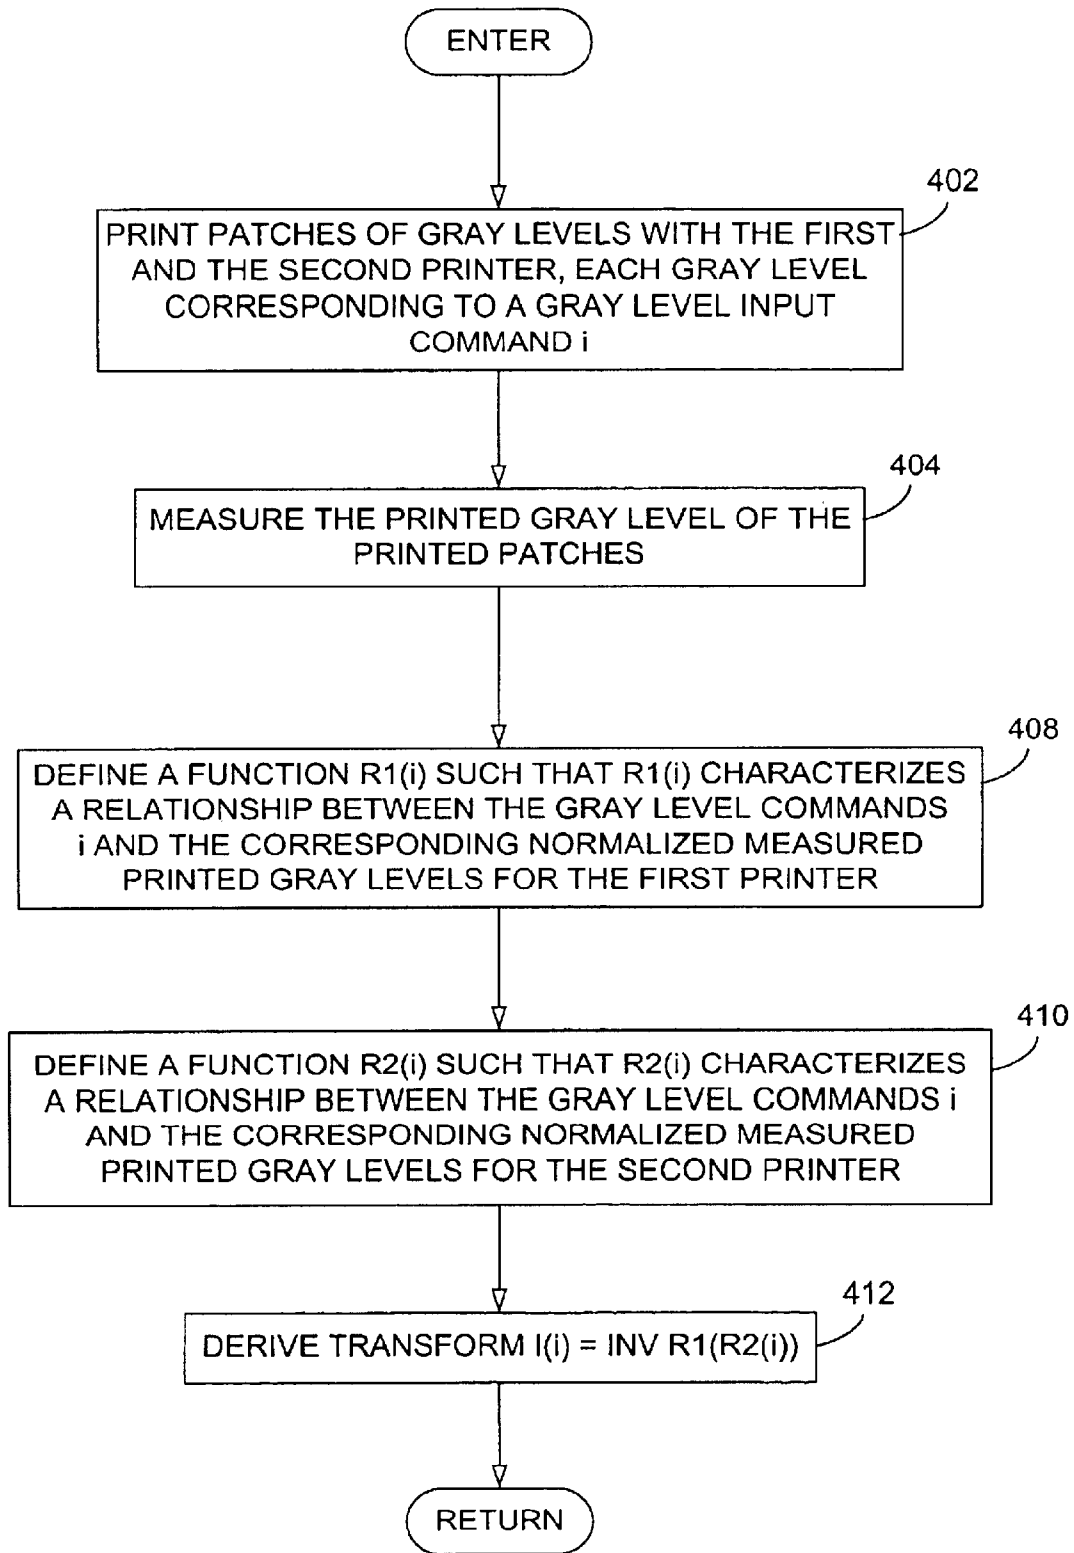 ENTER
402
PRINT PATCHES OF GRAY LEVELS WITH THE FIRST
AND THE SECOND PRINTER, EACH GRAY LEVEL
CORRESPONDING TO A GRAY LEVEL INPUT
COMMAND i
404
MEASURE THE PRINTED GRAY LEVEL OF THE
PRINTED PATCHES
408
DEFINE A FUNCTION R1(i) SUCH THAT R1(i) CHARACTERIZES
A RELATIONSHIP BETWEEN THE GRAY LEVEL COMMANDS
i AND THE CORRESPONDING NORMALIZED MEASURED
PRINTED GRAY LEVELS FOR THE FIRST PRINTER
410
DEFINE A FUNCTION R2(i) SUCH THAT R2(i) CHARACTERIZES
A RELATIONSHIP BETWEEN THE GRAY LEVEL COMMANDS i
AND THE CORRESPONDING NORMALIZED MEASURED
PRINTED GRAY LEVELS FOR THE SECOND PRINTER
412
DERIVE TRANSFORM I(i) = INV R1(R2(i))
RETURN